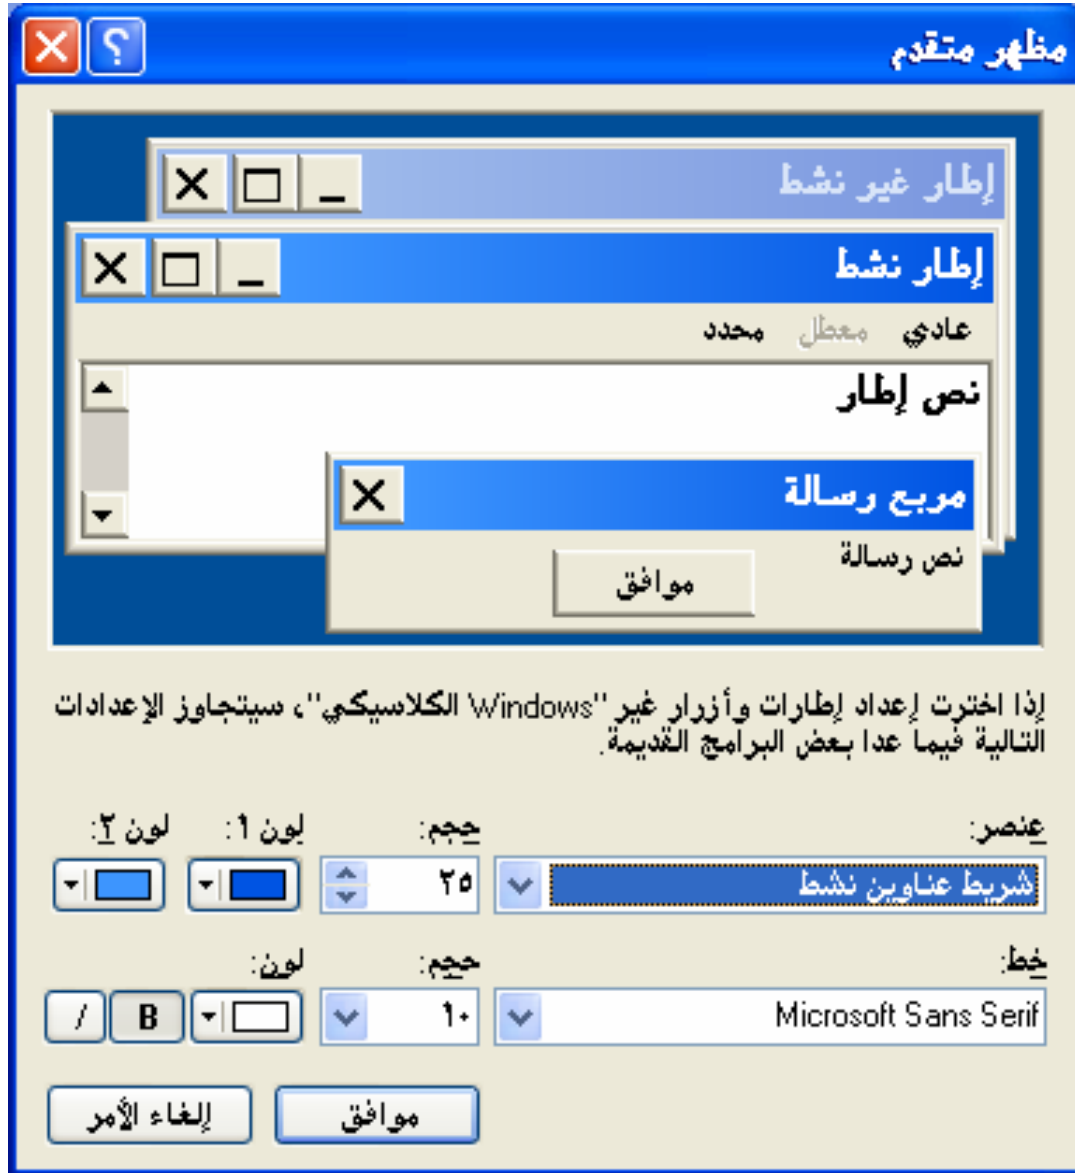 مظهر متقدم
إطار غير نشط
إطار نشط
عادي معطل محدد
نص إطار
مربع رسالة
نص رسالة
موافق
إذا اخترت إعداد إطارات وأزرار غير "Windows الكلاسيكي"، سيتجاوز الإعدادات
التالية فيما عدا بعض البرامج القديمة.
عنصر: حجم: لون ١: لون ٢:
شريط عناوين نشط ٢٥
خط: حجم: لون:
Microsoft Sans Serif ١٠ B /
موافق إلغاء الأمر